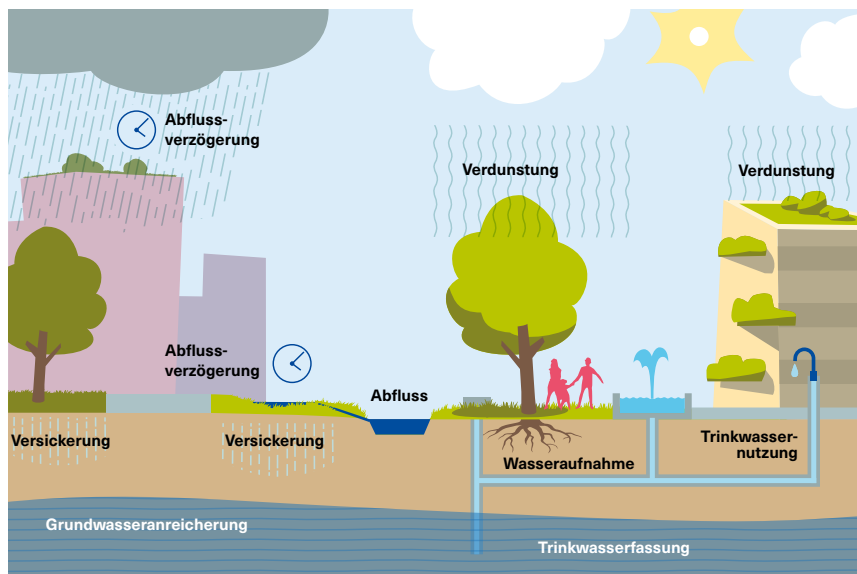 Abfluss-
verzögerung
Verdunstung
Verdunstung
Abfluss-
verzögerung
Abfluss
Versickerung
Versickerung
Wasseraufnahme
Trinkwasser-
nutzung
Grundwasseranreicherung
Trinkwasserfassung